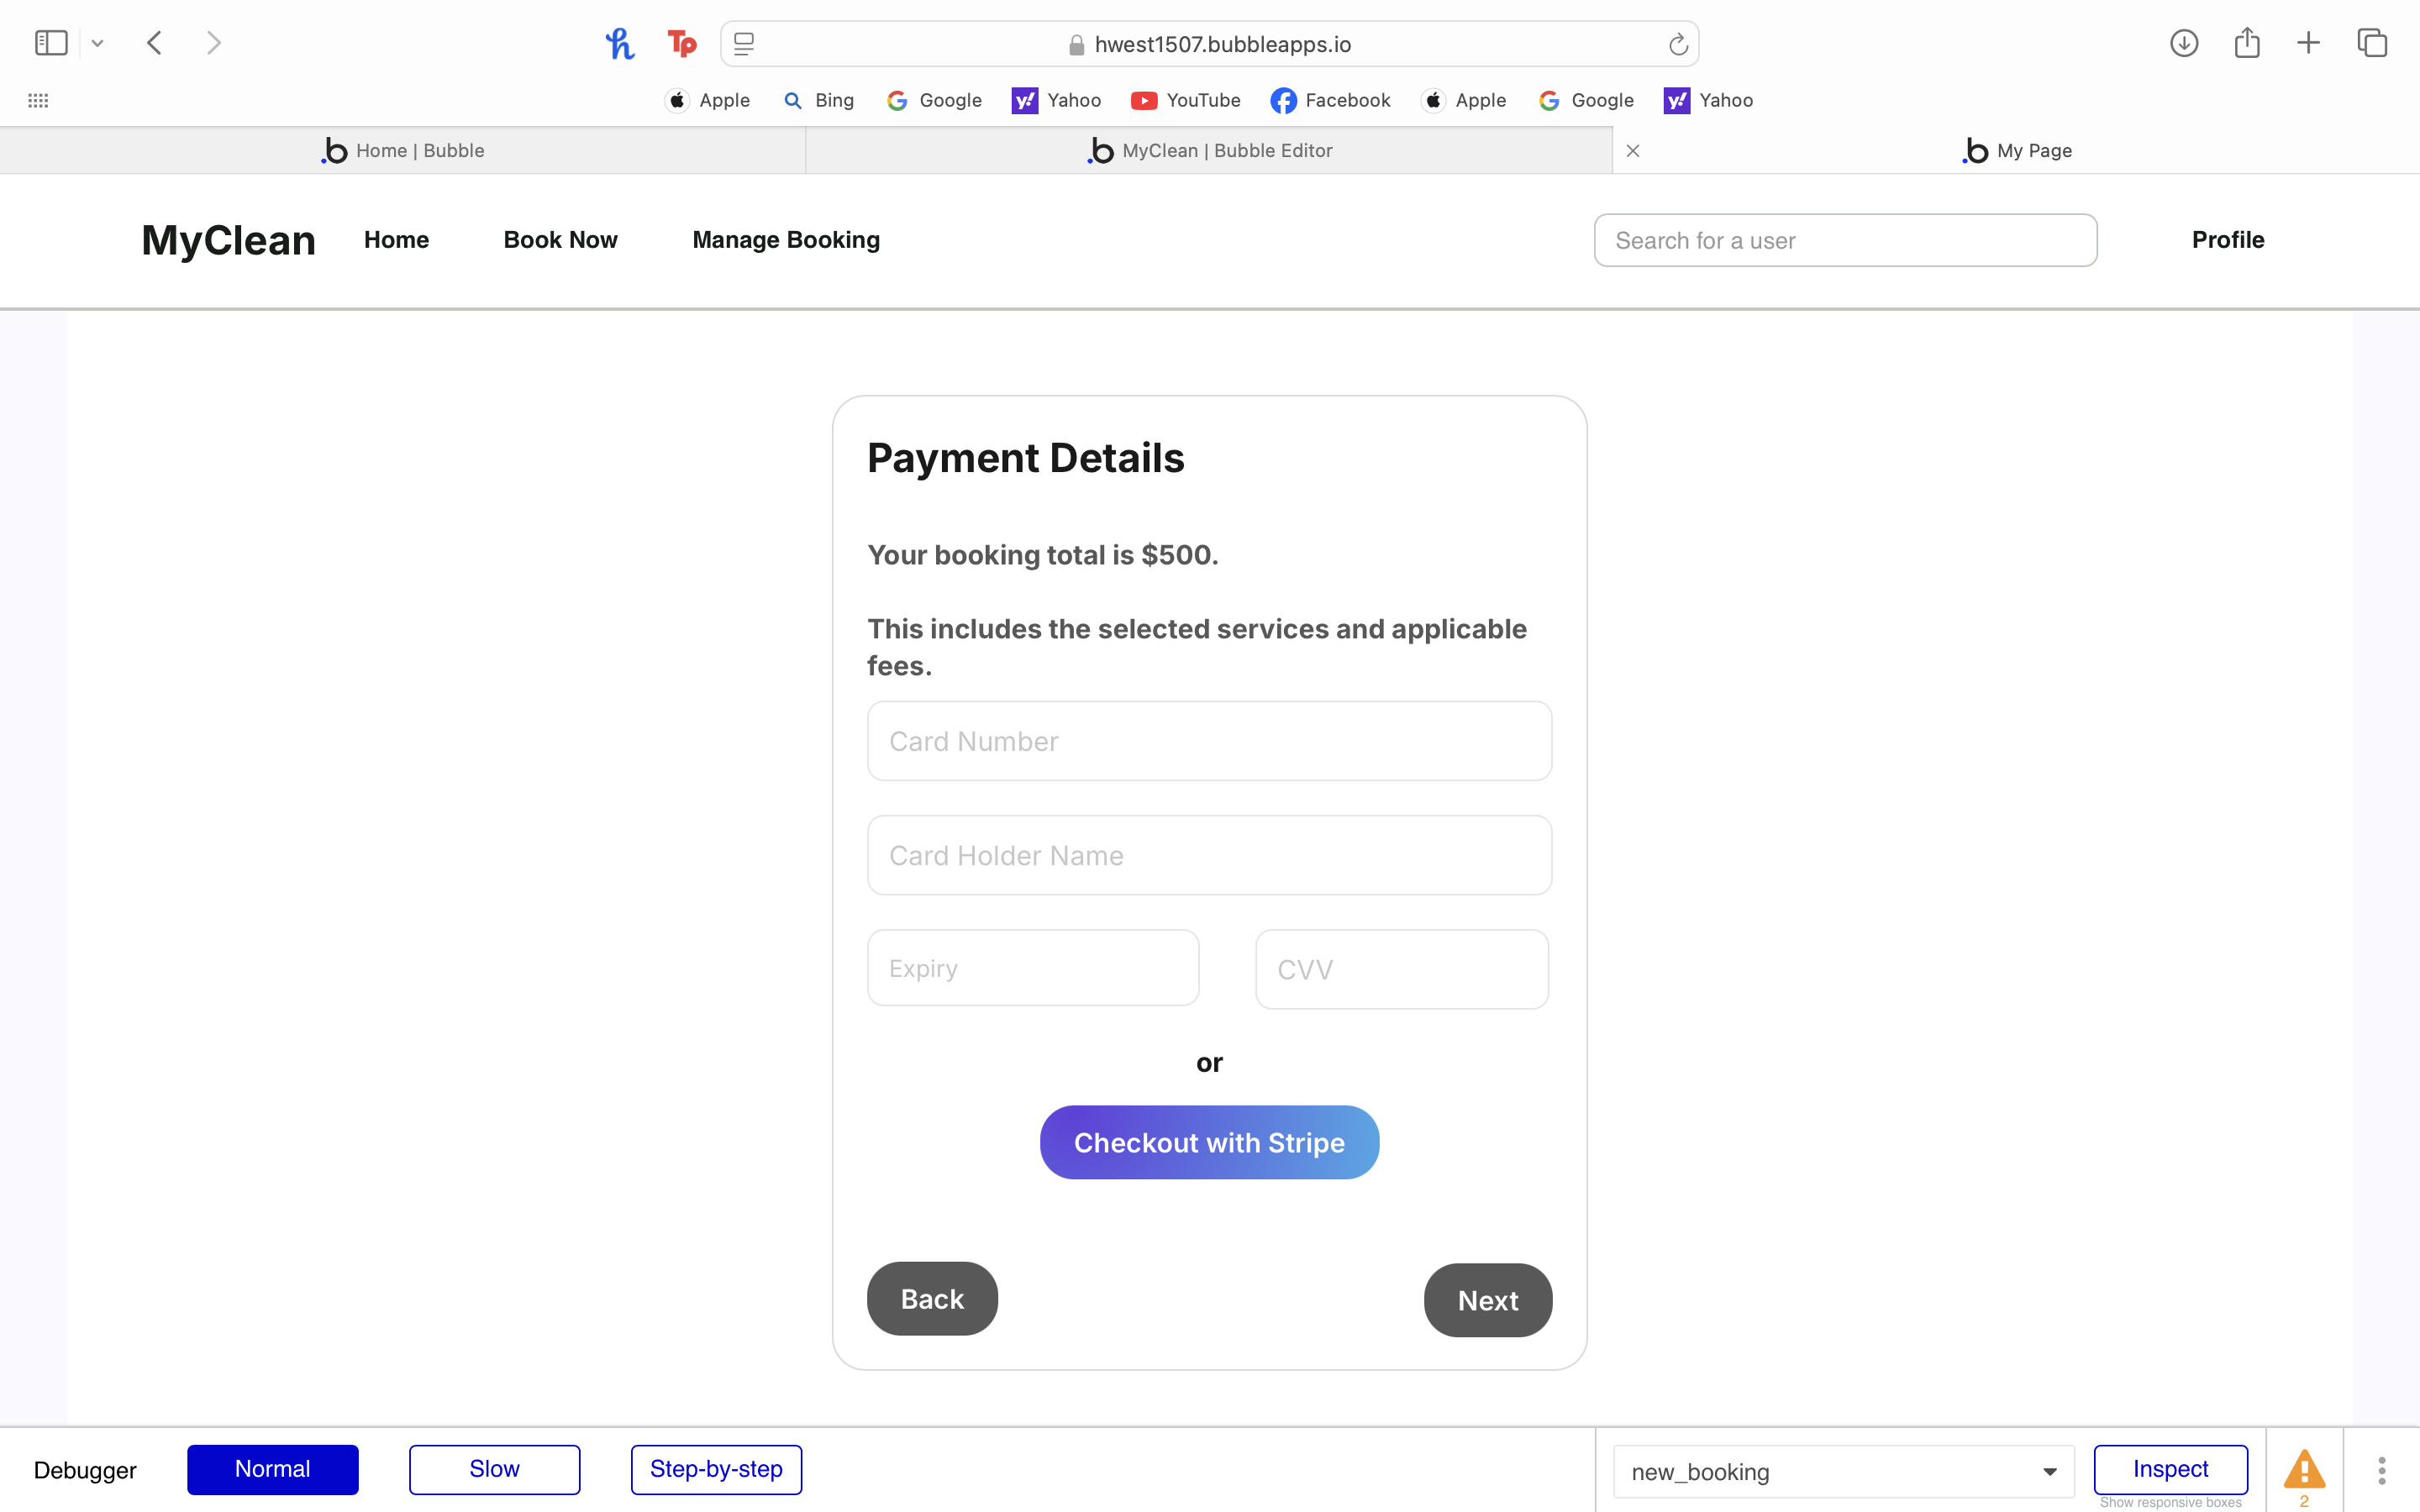 hwest1507.bubbleapps.io
Apple Bing Google Yahoo YouTube Facebook Apple Google Yahoo
Home | Bubble MyClean | Bubble Editor My Page
MyClean Home Book Now Manage Booking Search for a user Profile
Payment Details
Your booking total is $500.
This includes the selected services and applicable
fees.
Card Number
Card Holder Name
Expiry CVV
or
Checkout with Stripe
Back Next
Debugger Normal Slow Step-by-step new_booking Inspect
Show responsive boxes 2